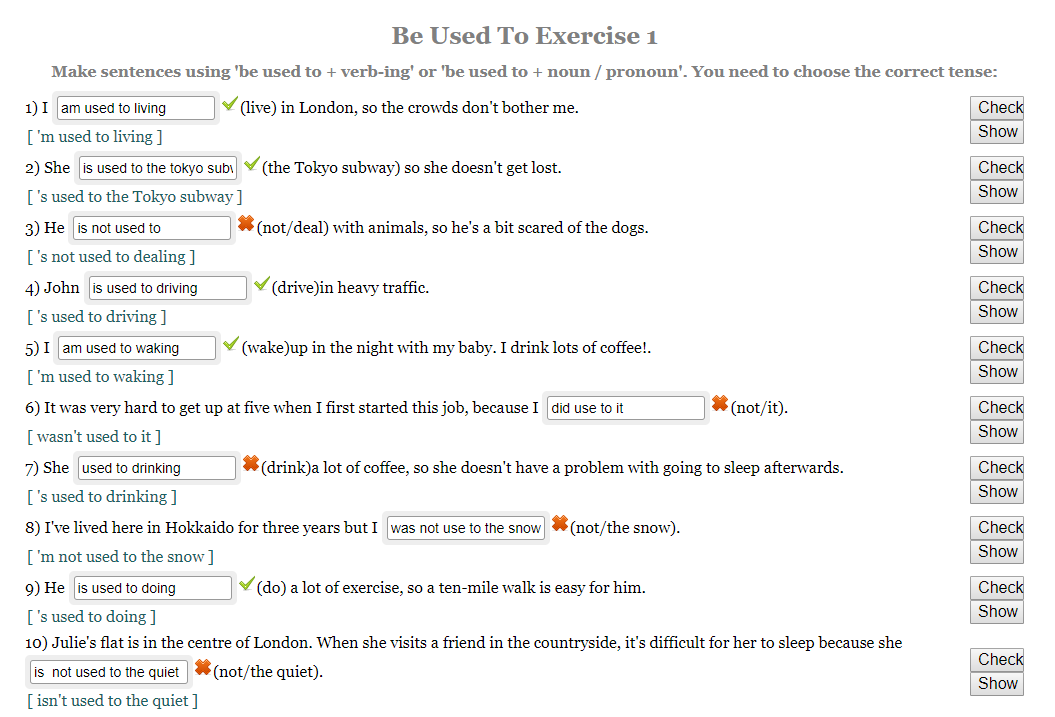 Be Used To Exercise 1
Make sentences using 'be used to + verb-ing' or 'be used to + noun / pronoun'. You need to choose the correct tense:
1) I am used to living (live) in London, so the crowds don't bother me. Check
[ 'm used to living ] Show
2) She is used to the tokyo subw (the Tokyo subway) so she doesn't get lost. Check
[ 's used to the Tokyo subway ] Show
3) He is not used to (not/deal) with animals, so he's a bit scared of the dogs. Check
[ 's not used to dealing ] Show
4) John is used to driving (drive)in heavy traffic. Check
[ 's used to driving ] Show
5) I am used to waking (wake)up in the night with my baby. I drink lots of coffee!. Check
[ 'm used to waking ] Show
6) It was very hard to get up at five when I first started this job, because I did use to it (not/it). Check
[ wasn't used to it ] Show
7) She used to drinking (drink)a lot of coffee, so she doesn't have a problem with going to sleep afterwards. Check
[ 's used to drinking ] Show
8) I've lived here in Hokkaido for three years but I was not use to the snow (not/the snow). Check
[ 'm not used to the snow ] Show
9) He is used to doing (do) a lot of exercise, so a ten-mile walk is easy for him. Check
[ 's used to doing ] Show
10) Julie's flat is in the centre of London. When she visits a friend in the countryside, it's difficult for her to sleep because she
is  not used to the quiet (not/the quiet). Check
[ isn't used to the quiet ] Show